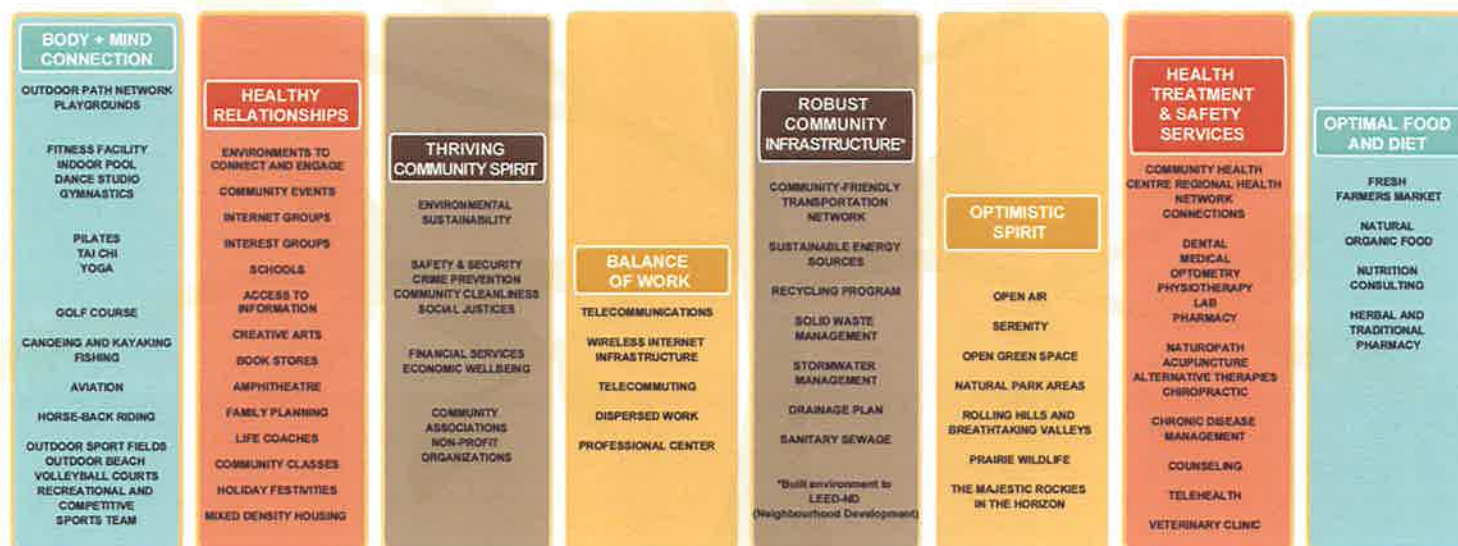 BODY + MIND
CONNECTION
OUTDOOR PATH NETWORK
PLAYGROUNDS
FITNESS FACILITY
INDOOR POOL
DANCE STUDIO
GYMNASTICS
PILATES
TAI CHI
YOGA
GOLF COURSE
CANOEING AND KAYAKING
FISHING
AVIATION
HORSE-BACK RIDING
OUTDOOR SPORT FIELDS
OUTDOOR BEACH
VOLLEYBALL COURTS
RECREATIONAL AND
COMPETITIVE
SPORTS TEAM
HEALTHY
RELATIONSHIPS
ENVIRONMENTS TO
CONNECT AND ENGAGE
COMMUNITY EVENTS
INTERNET GROUPS
INTEREST GROUPS
SCHOOLS
ACCESS TO
INFORMATION
CREATIVE ARTS
BOOK STORES
AMPHITHEATRE
FAMILY PLANNING
LIFE COACHES
COMMUNITY CLASSES
HOLIDAY FESTIVITIES
MIXED DENSITY HOUSING
THRIVING
COMMUNITY SPIRIT
ENVIRONMENTAL
SUSTAINABILITY
SAFETY & SECURITY
CRIME PREVENTION
COMMUNITY CLEANLINESS
SOCIAL JUSTICES
FINANCIAL SERVICES
ECONOMIC WELLBEING
COMMUNITY
ASSOCIATIONS
NON-PROFIT
ORGANIZATIONS
BALANCE
OF WORK
TELECOMMUNICATIONS
WIRELESS INTERNET
INFRASTRUCTURE
TELECOMMUTING
DISPERSED WORK
PROFESSIONAL CENTER
ROBUST
COMMUNITY
INFRASTRUCTURE*
COMMUNITY-FRIENDLY
TRANSPORTATION
NETWORK
SUSTAINABLE ENERGY
SOURCES
RECYCLING PROGRAM
SOLID WASTE
MANAGEMENT
STORMWATER
MANAGEMENT
DRAINAGE PLAN
SANITARY SEWAGE
*Built environment to
LEED-ND
(Neighbourhood Development)
OPTIMISTIC
SPIRIT
OPEN AIR
SERENITY
OPEN GREEN SPACE
NATURAL PARK AREAS
ROLLING HILLS AND
BREATHTAKING VALLEYS
PRAIRIE WILDLIFE
THE MAJESTIC ROCKIES
IN THE HORIZON
HEALTH
TREATMENT
& SAFETY
SERVICES
COMMUNITY HEALTH
CENTRE REGIONAL HEALTH
NETWORK
CONNECTIONS
DENTAL
MEDICAL
OPTOMETRY
PHYSIOTHERAPY
LAB
PHARMACY
NATUROPATH
ACUPUNCTURE
ALTERNATIVE THERAPIES
CHIROPRACTIC
CHRONIC DISEASE
MANAGEMENT
COUNSELING
TELEHEALTH
VETERINARY CLINIC
OPTIMAL FOOD
AND DIET
FRESH
FARMERS MARKET
NATURAL
ORGANIC FOOD
NUTRITION
CONSULTING
HERBAL AND
TRADITIONAL
PHARMACY